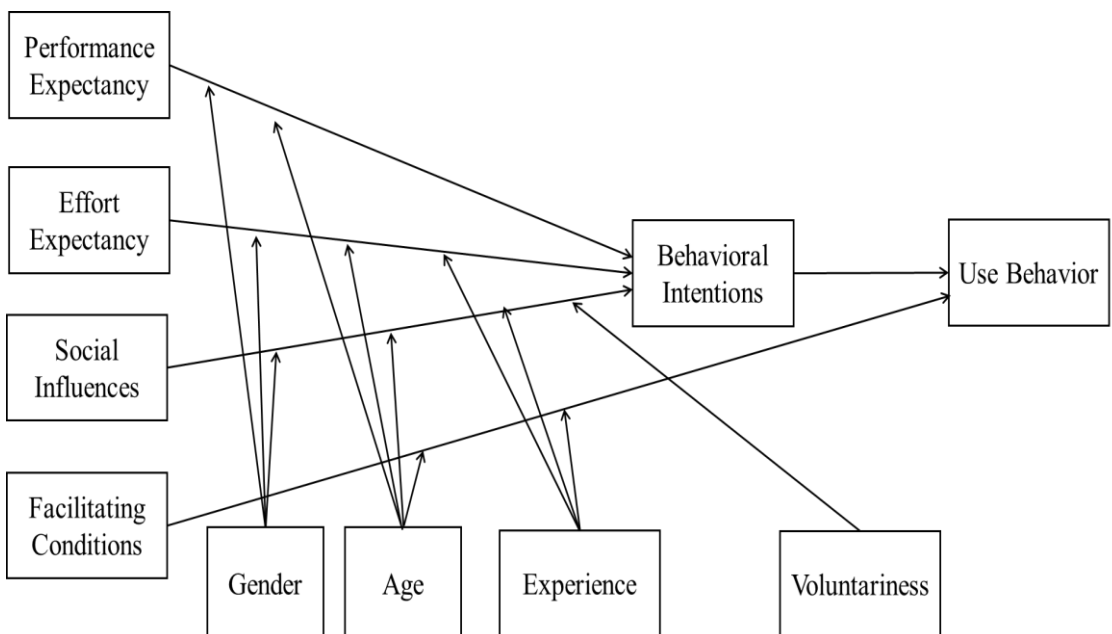 Performance
Expectancy
Effort
Expectancy
Social
Influences
Facilitating
Conditions
Behavioral
Intentions
Use Behavior
Gender
Age
Experience
Voluntariness